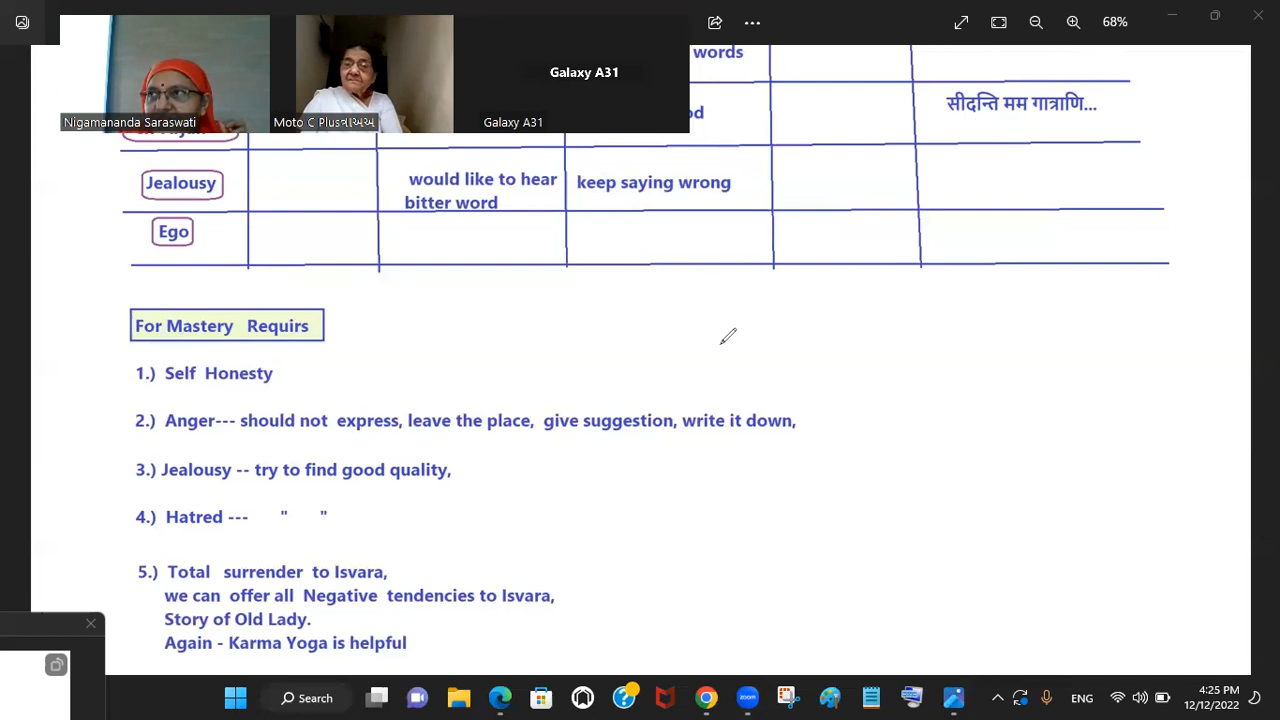 68%
words
Galaxy A31
सीदन्ति मम गात्राणि...
od
Nigamananda Saraswati
Moto C Plusત્રીઅએ
Galaxy A31
Jealousy
would like to hear
bitter word
keep saying wrong
Ego
For Mastery Requirs
1.) Self Honesty
2.) Anger--- should not express, leave the place, give suggestion, write it down,
3.) Jealousy -- try to find good quality,
4.) Hatred --- " "
5.) Total surrender to Isvara,
we can offer all Negative tendencies to Isvara,
Story of Old Lady.
Again - Karma Yoga is helpful
Search
zoom
ENG
4:25 PM
12/12/2022